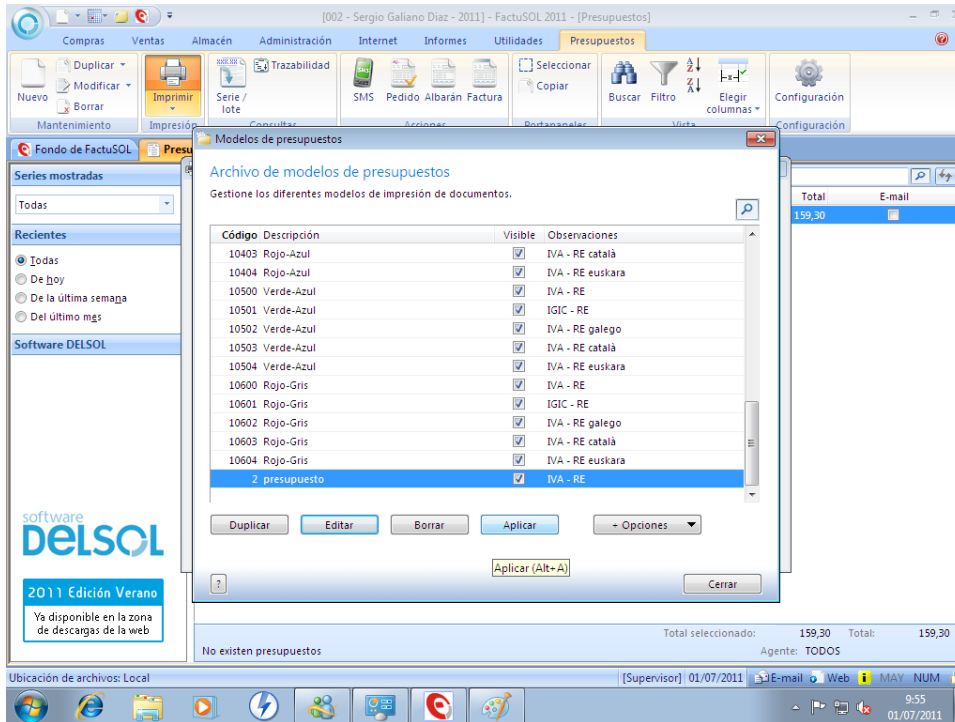 [002 - Sergio Galiano Diaz - 2011] - FactuSOL 2011 - [Presupuestos]
Compras Ventas Almacén Administración Internet Informes Utilidades Presupuestos
Nuevo
Duplicar
Modificar
Borrar
Mantenimiento
Imprimir
Impresión
Serie / lote
Trazabilidad
Consultas
SMS Pedido Albarán Factura
Acciones
Seleccionar
Copiar
Portapapeles
Buscar Filtro
Elegir columnas
Vista
Configuración
Configuración
Fondo de FactuSOL
Presu
Series mostradas
Todas
Recientes
Todas
De hoy
De la última semana
Del último mes
Software DELSOL
software
DELSOL
2011 Edición Verano
Ya disponible en la zona
de descargas de la web
Modelos de presupuestos
Archivo de modelos de presupuestos
Gestione los diferentes modelos de impresión de documentos.
Código Descripción Visible Observaciones
10403 Rojo-Azul IVA - RE català
10404 Rojo-Azul IVA - RE euskara
10500 Verde-Azul IVA - RE
10501 Verde-Azul IGIC - RE
10502 Verde-Azul IVA - RE galego
10503 Verde-Azul IVA - RE català
10504 Verde-Azul IVA - RE euskara
10600 Rojo-Gris IVA - RE
10601 Rojo-Gris IGIC - RE
10602 Rojo-Gris IVA - RE galego
10603 Rojo-Gris IVA - RE català
10604 Rojo-Gris IVA - RE euskara
2 presupuesto IVA - RE
Duplicar Editar Borrar Aplicar + Opciones
Aplicar (Alt+A)
? Cerrar
Total E-mail
159,30
Total seleccionado: 159,30 Total: 159,30
No existen presupuestos Agente: TODOS
Ubicación de archivos: Local [Supervisor] 01/07/2011 E-mail Web MAY NUM
9:55
01/07/2011